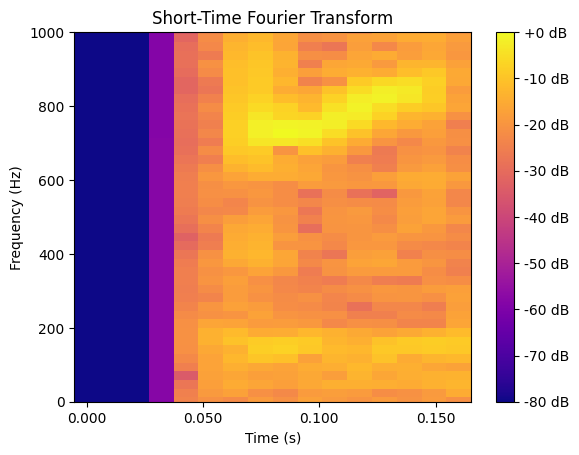 Short-Time Fourier Transform
Frequency (Hz)
1000
800
600
400
200
0
0.000
0.050
0.100
0.150
Time (s)
+0 dB
-10 dB
-20 dB
-30 dB
-40 dB
-50 dB
-60 dB
-70 dB
-80 dB